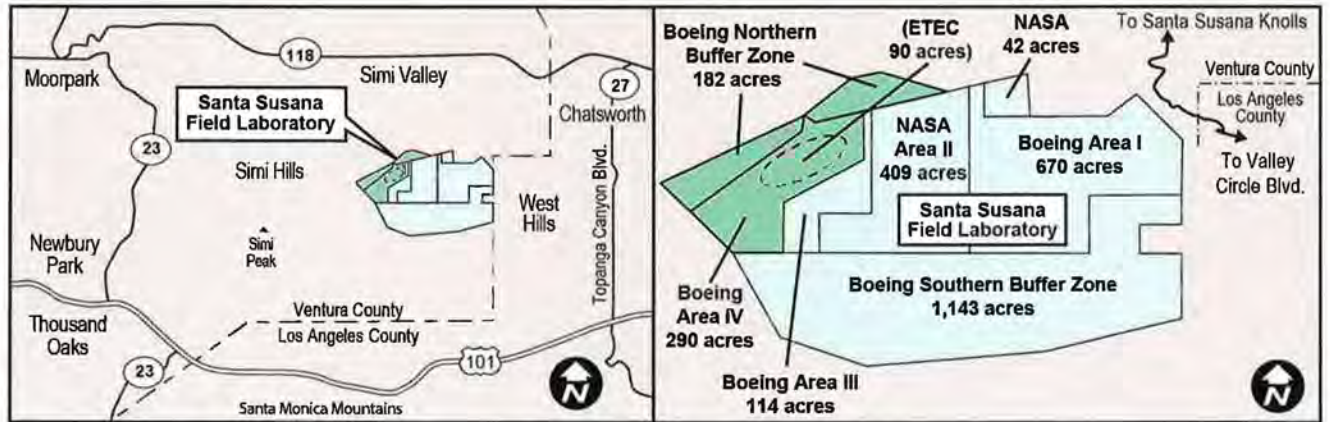 118
Moorpark
Simi Valley
27
Chatsworth
Santa Susana
Field Laboratory
23
Simi Hills
Topanga Canyon Blvd.
West
Hills
Newbury
Park
Simi
Peak
Ventura County
Los Angeles County
Thousand
Oaks
101
23
N
Santa Monica Mountains
Boeing Northern
Buffer Zone
182 acres
(ETEC
90 acres)
NASA
42 acres
To Santa Susana Knolls
Ventura County
Los Angeles
County
To Valley
Circle Blvd.
NASA
Area II
409 acres
Boeing Area I
670 acres
Santa Susana
Field Laboratory
Boeing
Area IV
290 acres
Boeing Southern Buffer Zone
1,143 acres
Boeing Area III
114 acres
N